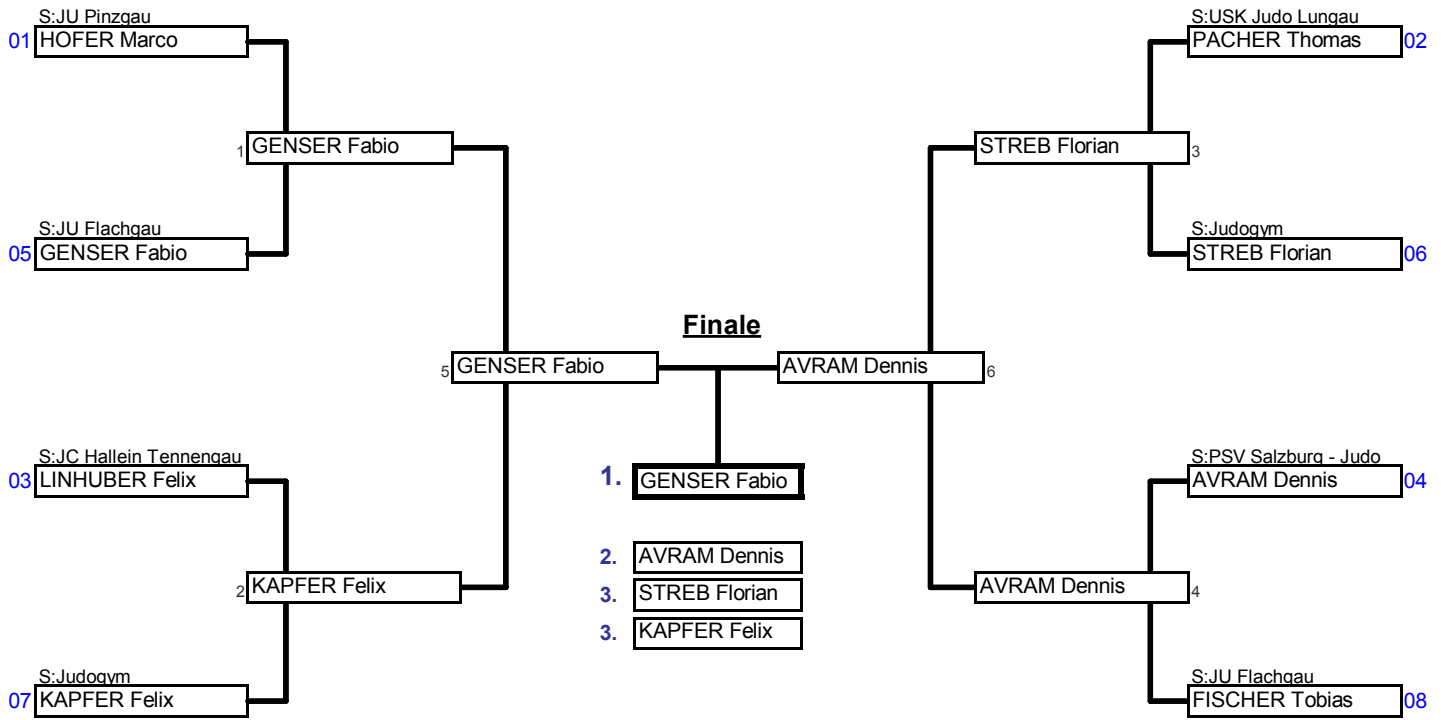 S:JU Pinzgau
01 HOFER Marco
1 GENSER Fabio
S:JU Flachgau
05 GENSER Fabio
5 GENSER Fabio
S:JC Hallein Tennengau
03 LINHUBER Felix
2 KAPFER Felix
S:Judogym
07 KAPFER Felix
Finale
1. GENSER Fabio
2. AVRAM Dennis
3. STREB Florian
3. KAPFER Felix
S:USK Judo Lungau
PACHER Thomas 02
STREB Florian 3
S:Judogym
STREB Florian 06
AVRAM Dennis 6
S:PSV Salzburg - Judo
AVRAM Dennis 04
AVRAM Dennis 4
S:JU Flachgau
FISCHER Tobias 08